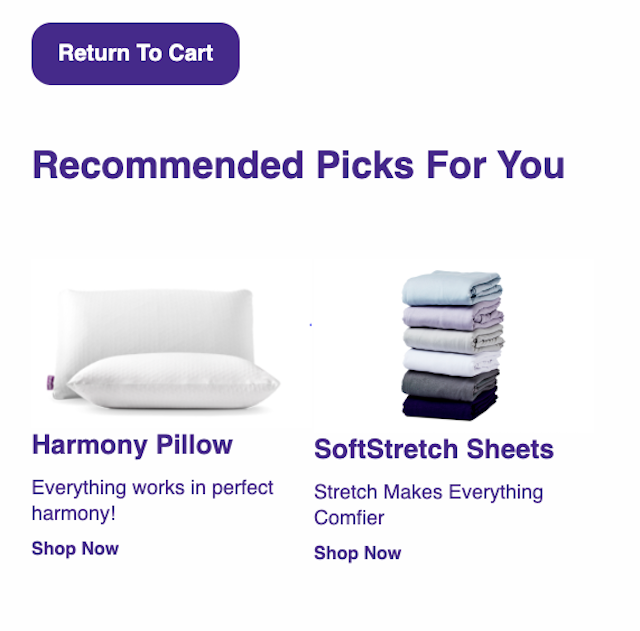 Return To Cart
Recommended Picks For You
Harmony Pillow
Everything works in perfect
harmony!
Shop Now
SoftStretch Sheets
Stretch Makes Everything
Comfier
Shop Now